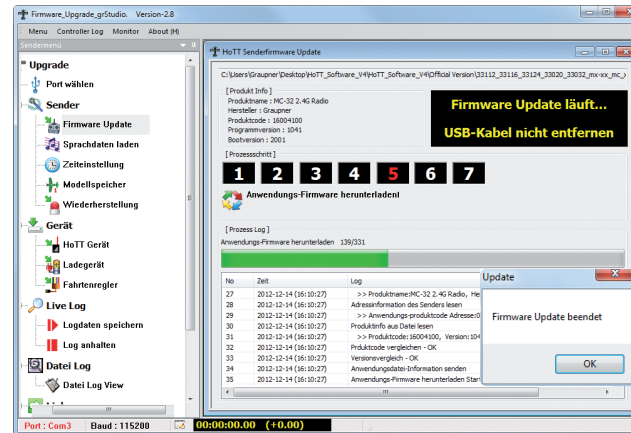 Firmware_Upgrade_grStudio. Version-2.8
Menu Controller Log Monitor About (H)
Sendermenü
Upgrade
Port wählen
Sender
Firmware Update
Sprachdaten laden
Zeiteinstellung
Modellspeicher
Wiederherstellung
Gerät
HoTT Gerät
Ladegerät
Fahrtenregler
Live Log
Logdaten speichern
Log anhalten
Datei Log
Datei Log View
Port : Com3 Baud : 115200 00:00:00.00 (+0.00)
HoTT Senderfirmware Update
C:\Users\Graupner\Desktop\HoTT_Software_V4\HoTT_Software_V4\Official Version\33112_33116_33124_33020_33032_mx-xx_mc_
[ Produkt Info ]
Produktname : MC-32 2.4G Radio
Hersteller : Graupner
Produktcode : 16004100
Programmversion : 1041
Bootversion : 2001
Firmware Update läuft...
USB-Kabel nicht entfernen
[ Prozessschritt ]
1 2 3 4 5 6 7
Anwendungs-Firmware herunterladen!
[ Prozess Log ]
Anwendungs-Firmware herunterladen 139/331
No Zeit Log
27 2012-12-14 (16:10:27) >> Produktname:MC-32 2.4G Radio, He
28 2012-12-14 (16:10:27) Adressinformation des Senders lesen
29 2012-12-14 (16:10:27) >> Anwendungs-produktcode Adresse:0
30 2012-12-14 (16:10:27) Produktinfo aus Datei lesen
31 2012-12-14 (16:10:27) >> Produktcode:16004100, Version:104
32 2012-12-14 (16:10:27) Prduktcode vergleichen - OK
33 2012-12-14 (16:10:27) Versionsvergleich - OK
34 2012-12-14 (16:10:27) Anwendungsdatei-Information senden
35 2012-12-14 (16:10:27) Anwendungs-Firmware herunterladen Star
Update
Firmware Update beendet
OK